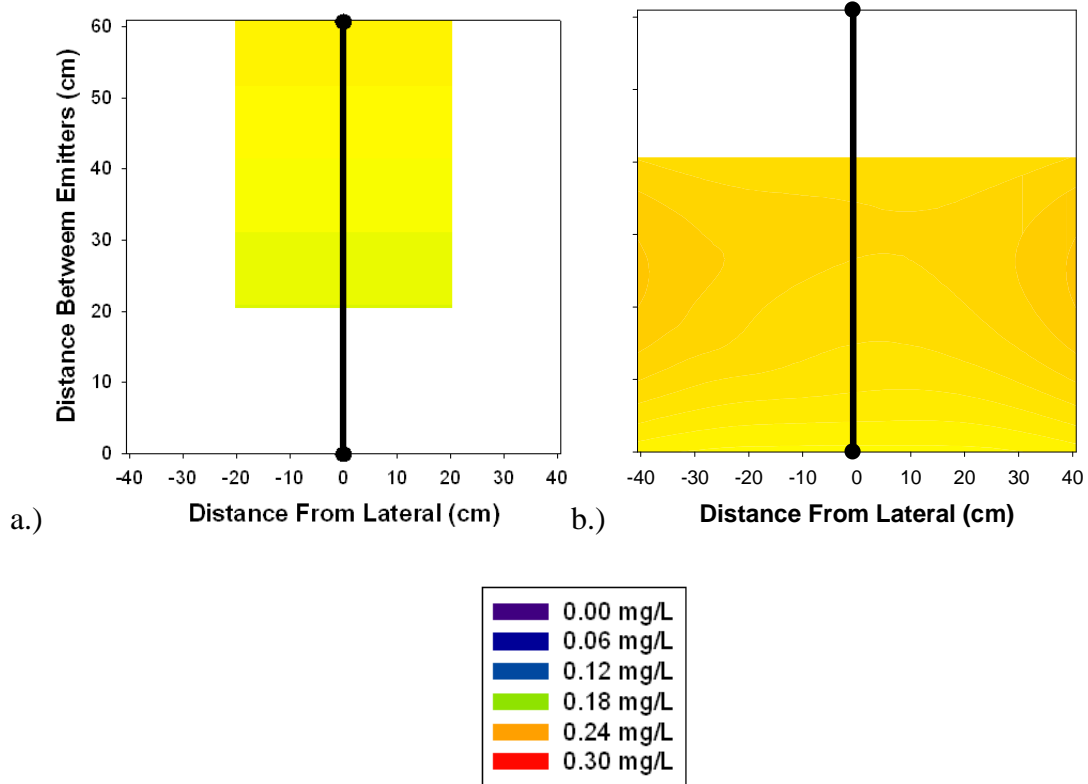 60
50
40
30
20
10
0
Distance Betweem Emitters (cm)
-40 -30 -20 -10 0 10 20 30 40
-40 -30 -20 -10 0 10 20 30 40
a.) Distance From Lateral (cm)
b.) Distance From Lateral (cm)
0.00 mg/L
0.06 mg/L
0.12 mg/L
0.18 mg/L
0.24 mg/L
0.30 mg/L